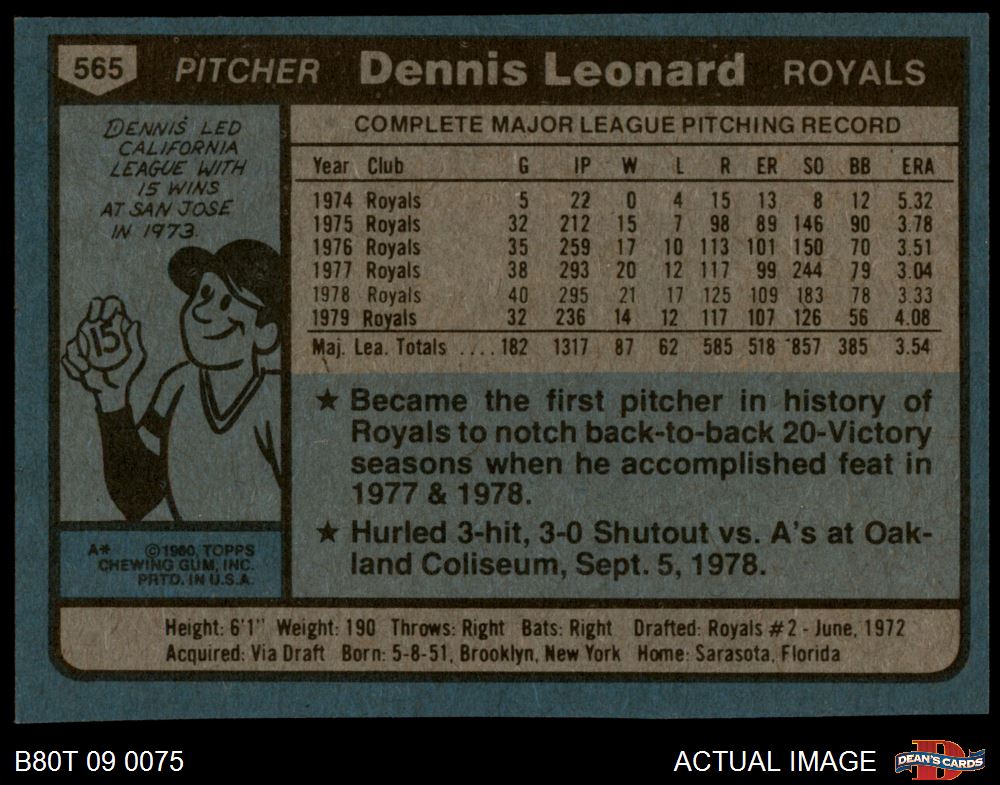 565 PITCHER Dennis Leonard ROYALS
DENNIS LED
CALIFORNIA
LEAGUE WITH
15 WINS
AT SAN JOSE
IN 1973.
15
A* ©1980, TOPPS
CHEWING GUM, INC.
PRTD. IN U.S.A.
COMPLETE MAJOR LEAGUE PITCHING RECORD
Year Club G IP W L R ER SO BB ERA
1974 Royals 5 22 0 4 15 13 8 12 5.32
1975 Royals 32 212 15 7 98 89 146 90 3.78
1976 Royals 35 259 17 10 113 101 150 70 3.51
1977 Royals 38 293 20 12 117 99 244 79 3.04
1978 Royals 40 295 21 17 125 109 183 78 3.33
1979 Royals 32 236 14 12 117 107 126 56 4.08
Maj. Lea. Totals ....182 1317 87 62 585 518 857 385 3.54
★ Became the first pitcher in history of
Royals to notch back-to-back 20-Victory
seasons when he accomplished feat in
1977 & 1978.
★ Hurled 3-hit, 3-0 Shutout vs. A's at Oak-
land Coliseum, Sept. 5, 1978.
Height: 6'1" Weight: 190 Throws: Right Bats: Right Drafted: Royals #2 - June, 1972
Acquired: Via Draft Born: 5-8-51, Brooklyn, New York Home: Sarasota, Florida
B80T 09 0075
ACTUAL IMAGE
DEAN'S CARDS